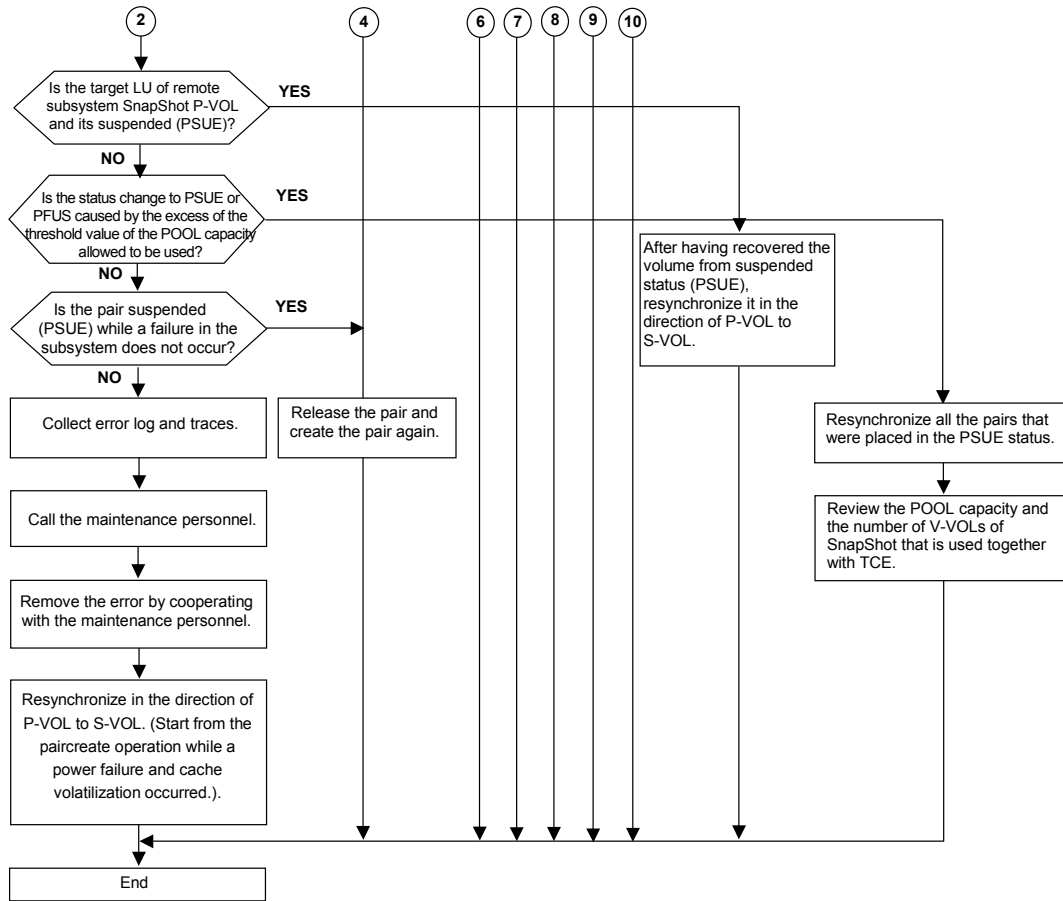 2
4
6
7
8
9
10
Is the target LU of remote
subsystem SnapShot P-VOL
and its suspended (PSUE)?
YES
NO
Is the status change to PSUE or
PFUS caused by the excess of the
threshold value of the POOL capacity
allowed to be used?
YES
NO
After having recovered the
volume from suspended
status (PSUE),
resynchronize it in the
direction of P-VOL to
S-VOL.
Is the pair suspended
(PSUE) while a failure in the
subsystem does not occur?
YES
NO
Collect error log and traces.
Release the pair and
create the pair again.
Resynchronize all the pairs that
were placed in the PSUE status.
Call the maintenance personnel.
Review the POOL capacity and
the number of V-VOLs of
SnapShot that is used together
with TCE.
Remove the error by cooperating
with the maintenance personnel.
Resynchronize in the direction of
P-VOL to S-VOL. (Start from the
paircreate operation while a
power failure and cache
volatilization occurred.).
End